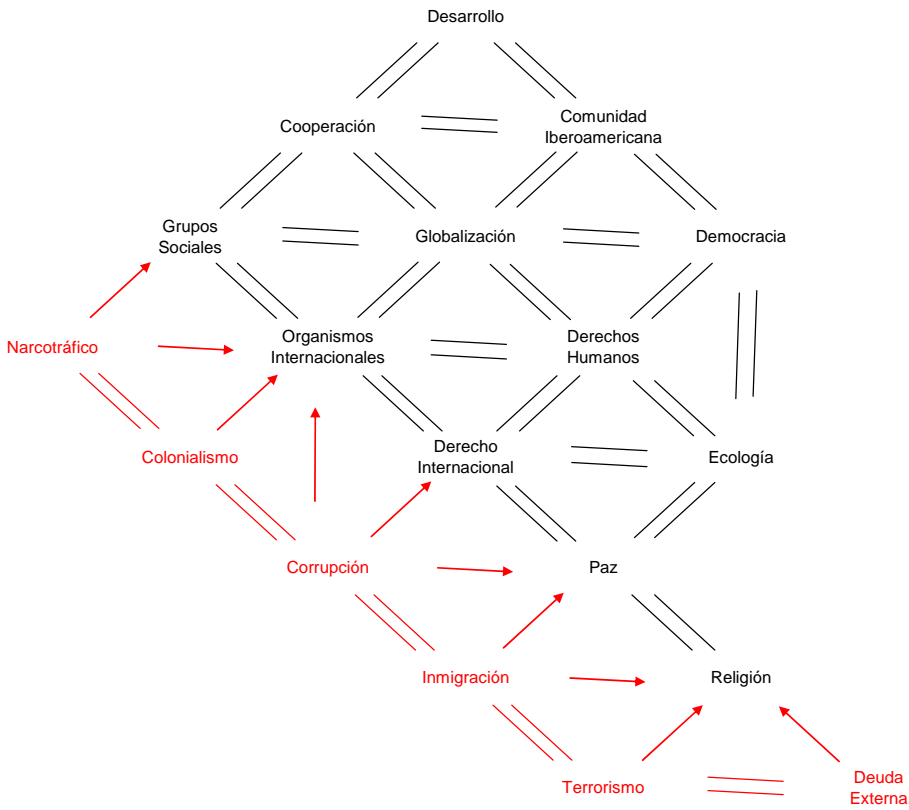 Desarrollo
Cooperación
Comunidad
Iberoamericana
Grupos
Sociales
Globalización
Democracia
Narcotráfico
Organismos
Internacionales
Derechos
Humanos
Colonialismo
Derecho
Internacional
Ecología
Corrupción
Paz
Inmigración
Religión
Terrorismo
Deuda
Externa